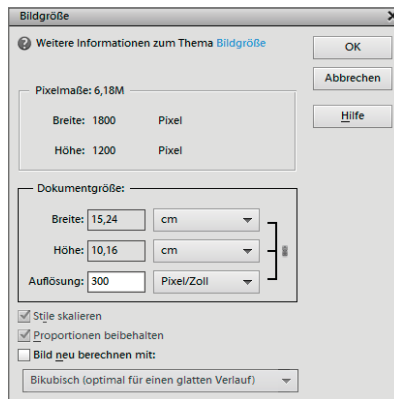 Bildgröße
Weitere Informationen zum Thema Bildgröße
OK
Abbrechen
Hilfe
Pixelmaße: 6,18M
Breite: 1800 Pixel
Höhe: 1200 Pixel
Dokumentgröße:
Breite: 15,24 cm
Höhe: 10,16 cm
Auflösung: 300 Pixel/Zoll
Stile skalieren
Proportionen beibehalten
Bild neu berechnen mit:
Bikubisch (optimal für einen glatten Verlauf)